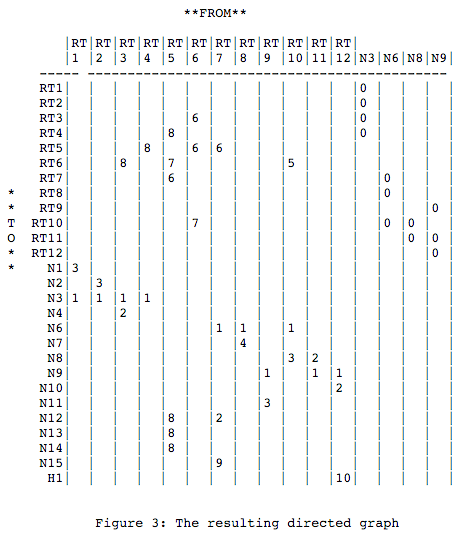 **FROM**
|RT|RT|RT|RT|RT|RT|RT|RT|RT|RT|RT|RT|
|1 |2 |3 |4 |5 |6 |7 |8 |9 |10|11|12|N3|N6|N8|N9|
----- ---------------------------------------------
RT1| | | | | | | | | | | | |0 | | | |
RT2| | | | | | | | | | | | |0 | | | |
RT3| | | | | |6 | | | | | | |0 | | | |
RT4| | | | |8 | | | | | | | |0 | | | |
RT5| | | |8 | |6 |6 | | | | | | | | | |
RT6| | |8 | |7 | | | | |5 | | | | | | |
RT7| | | | |6 | | | | | | | | |0 | | |
* RT8| | | | | | | | | | | | | |0 | | |
* RT9| | | | | | | | | | | | | | | |0 |
T RT10| | | | | |7 | | | | | | | |0 |0 | |
O RT11| | | | | | | | | | | | | | |0 |0 |
* RT12| | | | | | | | | | | | | | | |0 |
* N1|3 | | | | | | | | | | | | | | | |
N2| |3 | | | | | | | | | | | | | | |
N3|1 |1 |1 |1 | | | | | | | | | | | | |
N4| | |2 | | | | | | | | | | | | | |
N6| | | | | | |1 |1 | |1 | | | | | | |
N7| | | | | | | |4 | | | | | | | | |
N8| | | | | | | | | |3 |2 | | | | | |
N9| | | | | | | | |1 | |1 |1 | | | | |
N10| | | | | | | | | | | |2 | | | | |
N11| | | | | | | | |3 | | | | | | | |
N12| | | | |8 | |2 | | | | | | | | | |
N13| | | | |8 | | | | | | | | | | | |
N14| | | | |8 | | | | | | | | | | | |
N15| | | | | | |9 | | | | | | | | | |
H1| | | | | | | | | | | |10| | | | |
Figure 3: The resulting directed graph